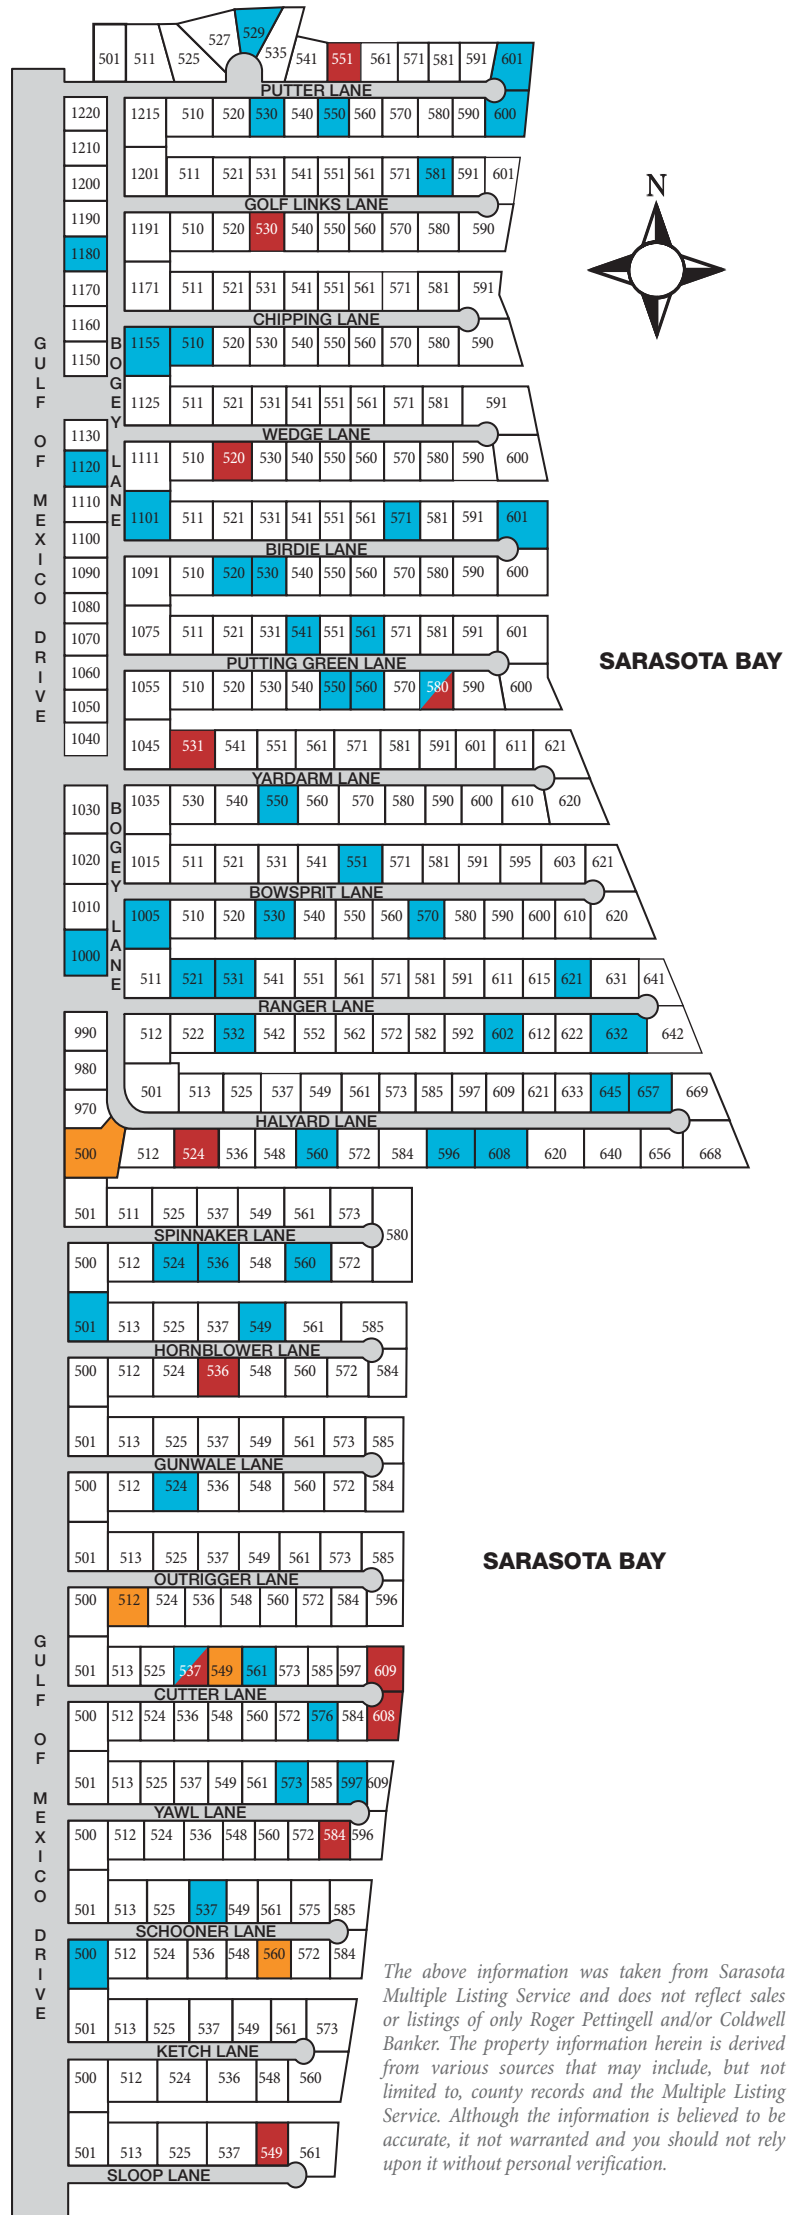 529
527
501 511 525 535 541 551 561 571 581 591 601
PUTTER LANE
1220 1215 510 520 530 540 550 560 570 580 590 600
1210
1200 1201 511 521 531 541 551 561 571 581 591 601
GOLF LINKS LANE
1190 1191 510 520 530 540 550 560 570 580 590
N
1180
1170 1171 511 521 531 541 551 561 571 581 591
CHIPPING LANE
1160
1150 1155 510 520 530 540 550 560 570 580 590
GULF OF MEXICO DRIVE
BOGEY LANE
1125 511 521 531 541 551 561 571 581 591
WEDGE LANE
1130
1120 1111 510 520 530 540 550 560 570 580 590 600
1110
1100 1101 511 521 531 541 551 561 571 581 591 601
BIRDIE LANE
1090 1091 510 520 530 540 550 560 570 580 590 600
1080
1070 1075 511 521 531 541 551 561 571 581 591 601
PUTTING GREEN LANE
SARASOTA BAY
1060
1050 1055 510 520 530 540 550 560 570 580 590 600
1040 1045 531 541 551 561 571 581 591 601 611 621
YARDARM LANE
1030 1035 530 540 550 560 570 580 590 600 610 620
BOGEY LANE
1020 1015 511 521 531 541 551 571 581 591 595 603 621
BOWSPRIT LANE
1010 1005 510 520 530 540 550 560 570 580 590 600 610 620
1000
511 521 531 541 551 561 571 581 591 611 615 621 631 641
RANGER LANE
990 512 522 532 542 552 562 572 582 592 602 612 622 632 642
980
970 501 513 525 537 549 561 573 585 597 609 621 633 645 657 669
HALYARD LANE
500 512 524 536 548 560 572 584 596 608 620 640 656 668
501 511 525 537 549 561 573
SPINNAKER LANE
580
500 512 524 536 548 560 572
501 513 525 537 549 561 585
HORNBLOWER LANE
500 512 524 536 548 560 572 584
501 513 525 537 549 561 573 585
GUNWALE LANE
500 512 524 536 548 560 572 584
501 513 525 537 549 561 573 585
OUTRIGGER LANE
SARASOTA BAY
500 512 524 536 548 560 572 584 596
GULF OF MEXICO DRIVE
501 513 525 537 549 561 573 585 597 609
CUTTER LANE
500 512 524 536 548 560 572 576 584 608
501 513 525 537 549 561 573 585 597 609
YAWL LANE
500 512 524 536 548 560 572 584 596
501 513 525 537 549 561 575 585
SCHOONER LANE
500 512 524 536 548 560 572 584
501 513 525 537 549 561 573
KETCH LANE
500 512 524 536 548 560
501 513 525 537 549 561
SLOOP LANE
The above information was taken from Sarasota
Multiple Listing Service and does not reflect sales
or listings of only Roger Pettingell and/or Coldwell
Banker. The property information herein is derived
from various sources that may include, but not
limited to, county records and the Multiple Listing
Service. Although the information is believed to be
accurate, it not warranted and you should not rely
upon it without personal verification.